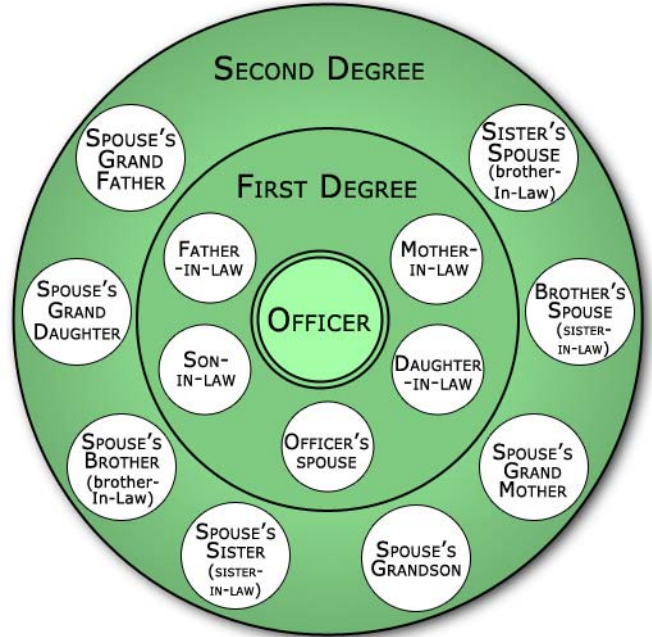 SECOND DEGREE
SPOUSE'S
GRAND
FATHER
SISTER'S
SPOUSE
(brother-
In-Law)
FIRST DEGREE
FATHER
-IN-LAW
MOTHER-
IN-LAW
OFFICER
SPOUSE'S
GRAND
DAUGHTER
BROTHER'S
SPOUSE
(SISTER-
IN-LAW)
SON-
IN-LAW
DAUGHTER
-IN-LAW
OFFICER'S
SPOUSE
SPOUSE'S
BROTHER
(brother-
In-Law)
SPOUSE'S
GRAND
MOTHER
SPOUSE'S
SISTER
(SISTER-
IN-LAW)
SPOUSE'S
GRANDSON